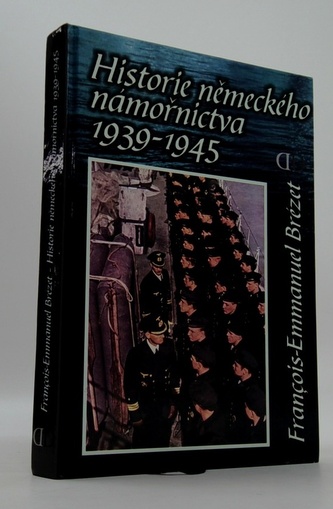 Historie německého
námořnictva
1939-1945
D
François-Emmanuel Brézet
François-Emmanuel Brézet - Historie německého námořnictva 1939-1945
D